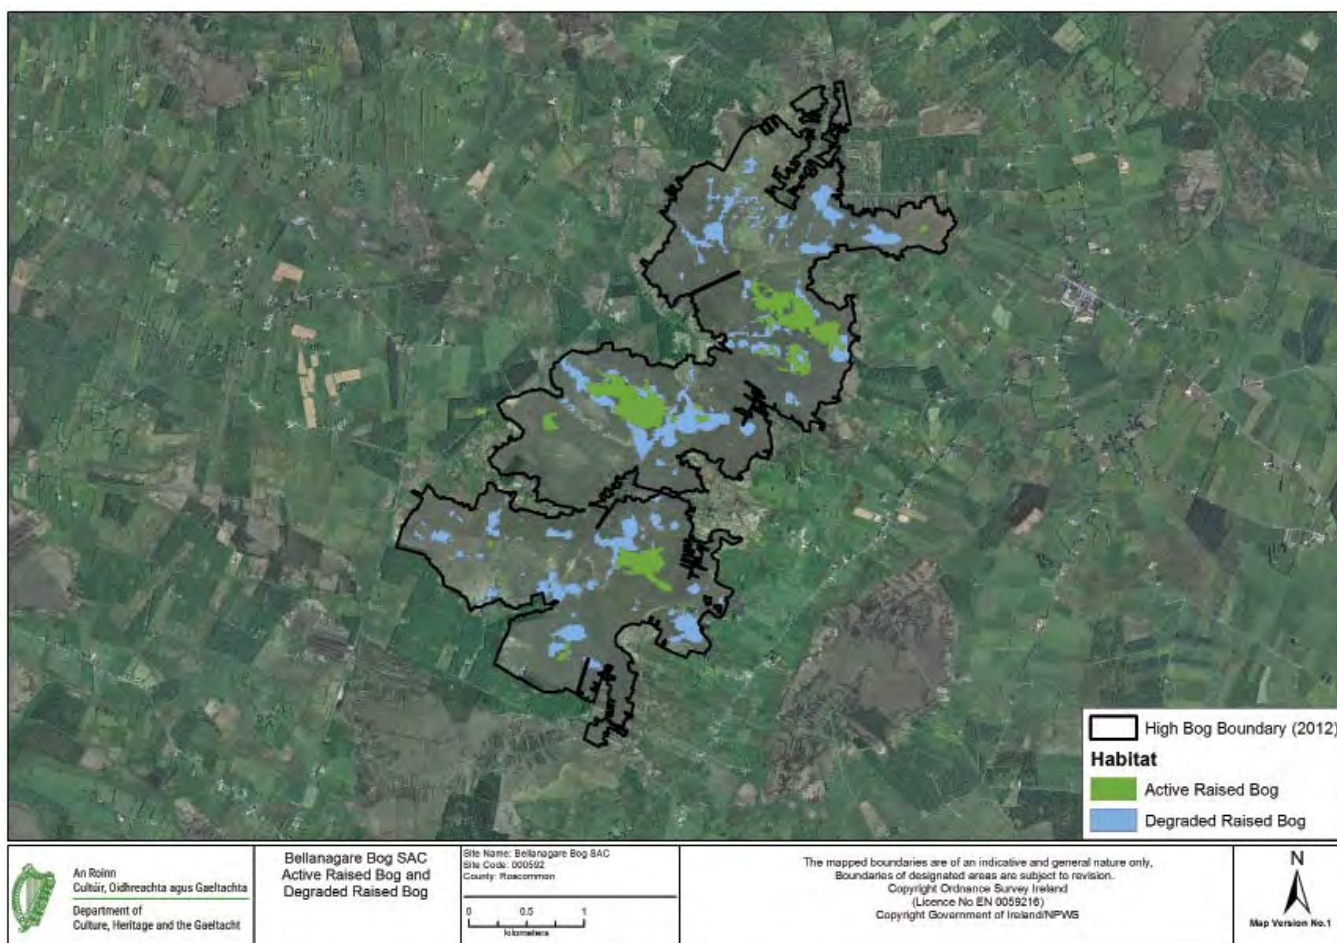 High Bog Boundary (2012)
Habitat
Active Raised Bog
Degraded Raised Bog
An Roinn
Cultúir, Oidhreachta agus Gaeltachta
Department of
Culture, Heritage and the Gaeltacht
Bellanagare Bog SAC
Active Raised Bog and
Degraded Raised Bog
Site Name: Bellanagare Bog SAC
Site Code: 000592
County: Roscommon
0 0.5 1
kilometers
The mapped boundaries are of an indicative and general nature only,
Boundaries of designated areas are subject to revision.
Copyright Ordnance Survey Ireland
(Licence No EN 0059216)
Copyright Government of Ireland/NPWS
N
Map Version No.1